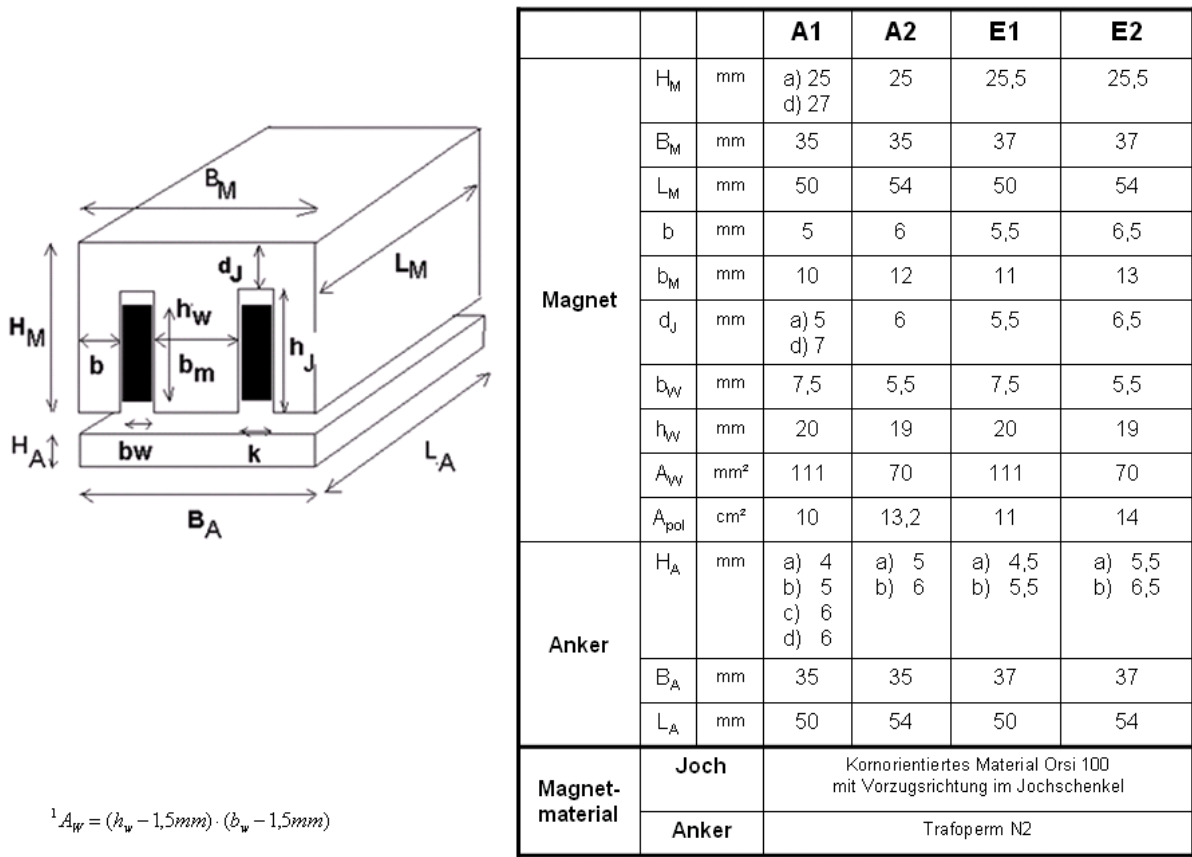 B_M
d_J
L_M
H_M
h_w
b
b_m
h_J
H_A
bw
k
L_A
B_A
¹A_W = (h_w − 1,5mm) · (b_w − 1,5mm)
A1 A2 E1 E2
Magnet
H_M mm a) 25 25 25,5 25,5
d) 27
B_M mm 35 35 37 37
L_M mm 50 54 50 54
b mm 5 6 5,5 6,5
b_M mm 10 12 11 13
d_J mm a) 5 6 5,5 6,5
d) 7
b_W mm 7,5 5,5 7,5 5,5
h_W mm 20 19 20 19
A_W mm² 111 70 111 70
A_pol cm² 10 13,2 11 14
Anker
H_A mm a) 4 a) 5 a) 4,5 a) 5,5
b) 5 b) 6 b) 5,5 b) 6,5
c) 6
d) 6
B_A mm 35 35 37 37
L_A mm 50 54 50 54
Magnet-
material
Joch Kornorientiertes Material Orsi 100
mit Vorzugsrichtung im Jochschenkel
Anker Trafoperm N2